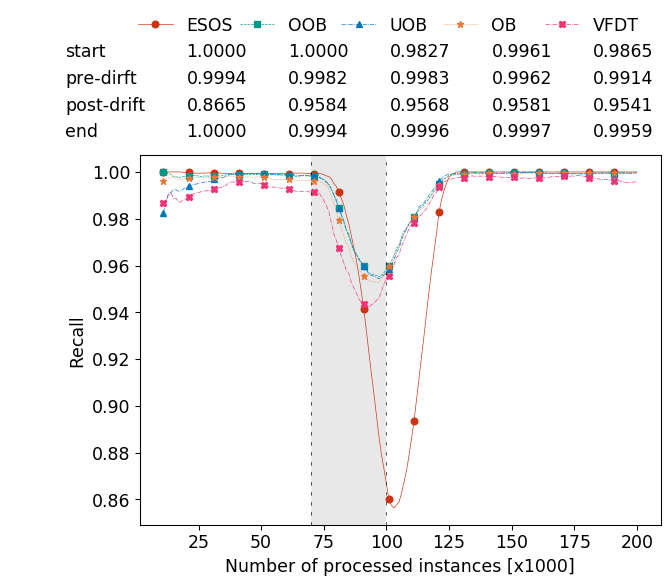 ESOS OOB UOB OB VFDT
start 1.0000 1.0000 0.9827 0.9961 0.9865
pre-dirft 0.9994 0.9982 0.9983 0.9962 0.9914
post-drift 0.8665 0.9584 0.9568 0.9581 0.9541
end 1.0000 0.9994 0.9996 0.9997 0.9959
1.00
0.98
0.96
0.94
0.92
0.90
0.88
0.86
Recall
25 50 75 100 125 150 175 200
Number of processed instances [x1000]